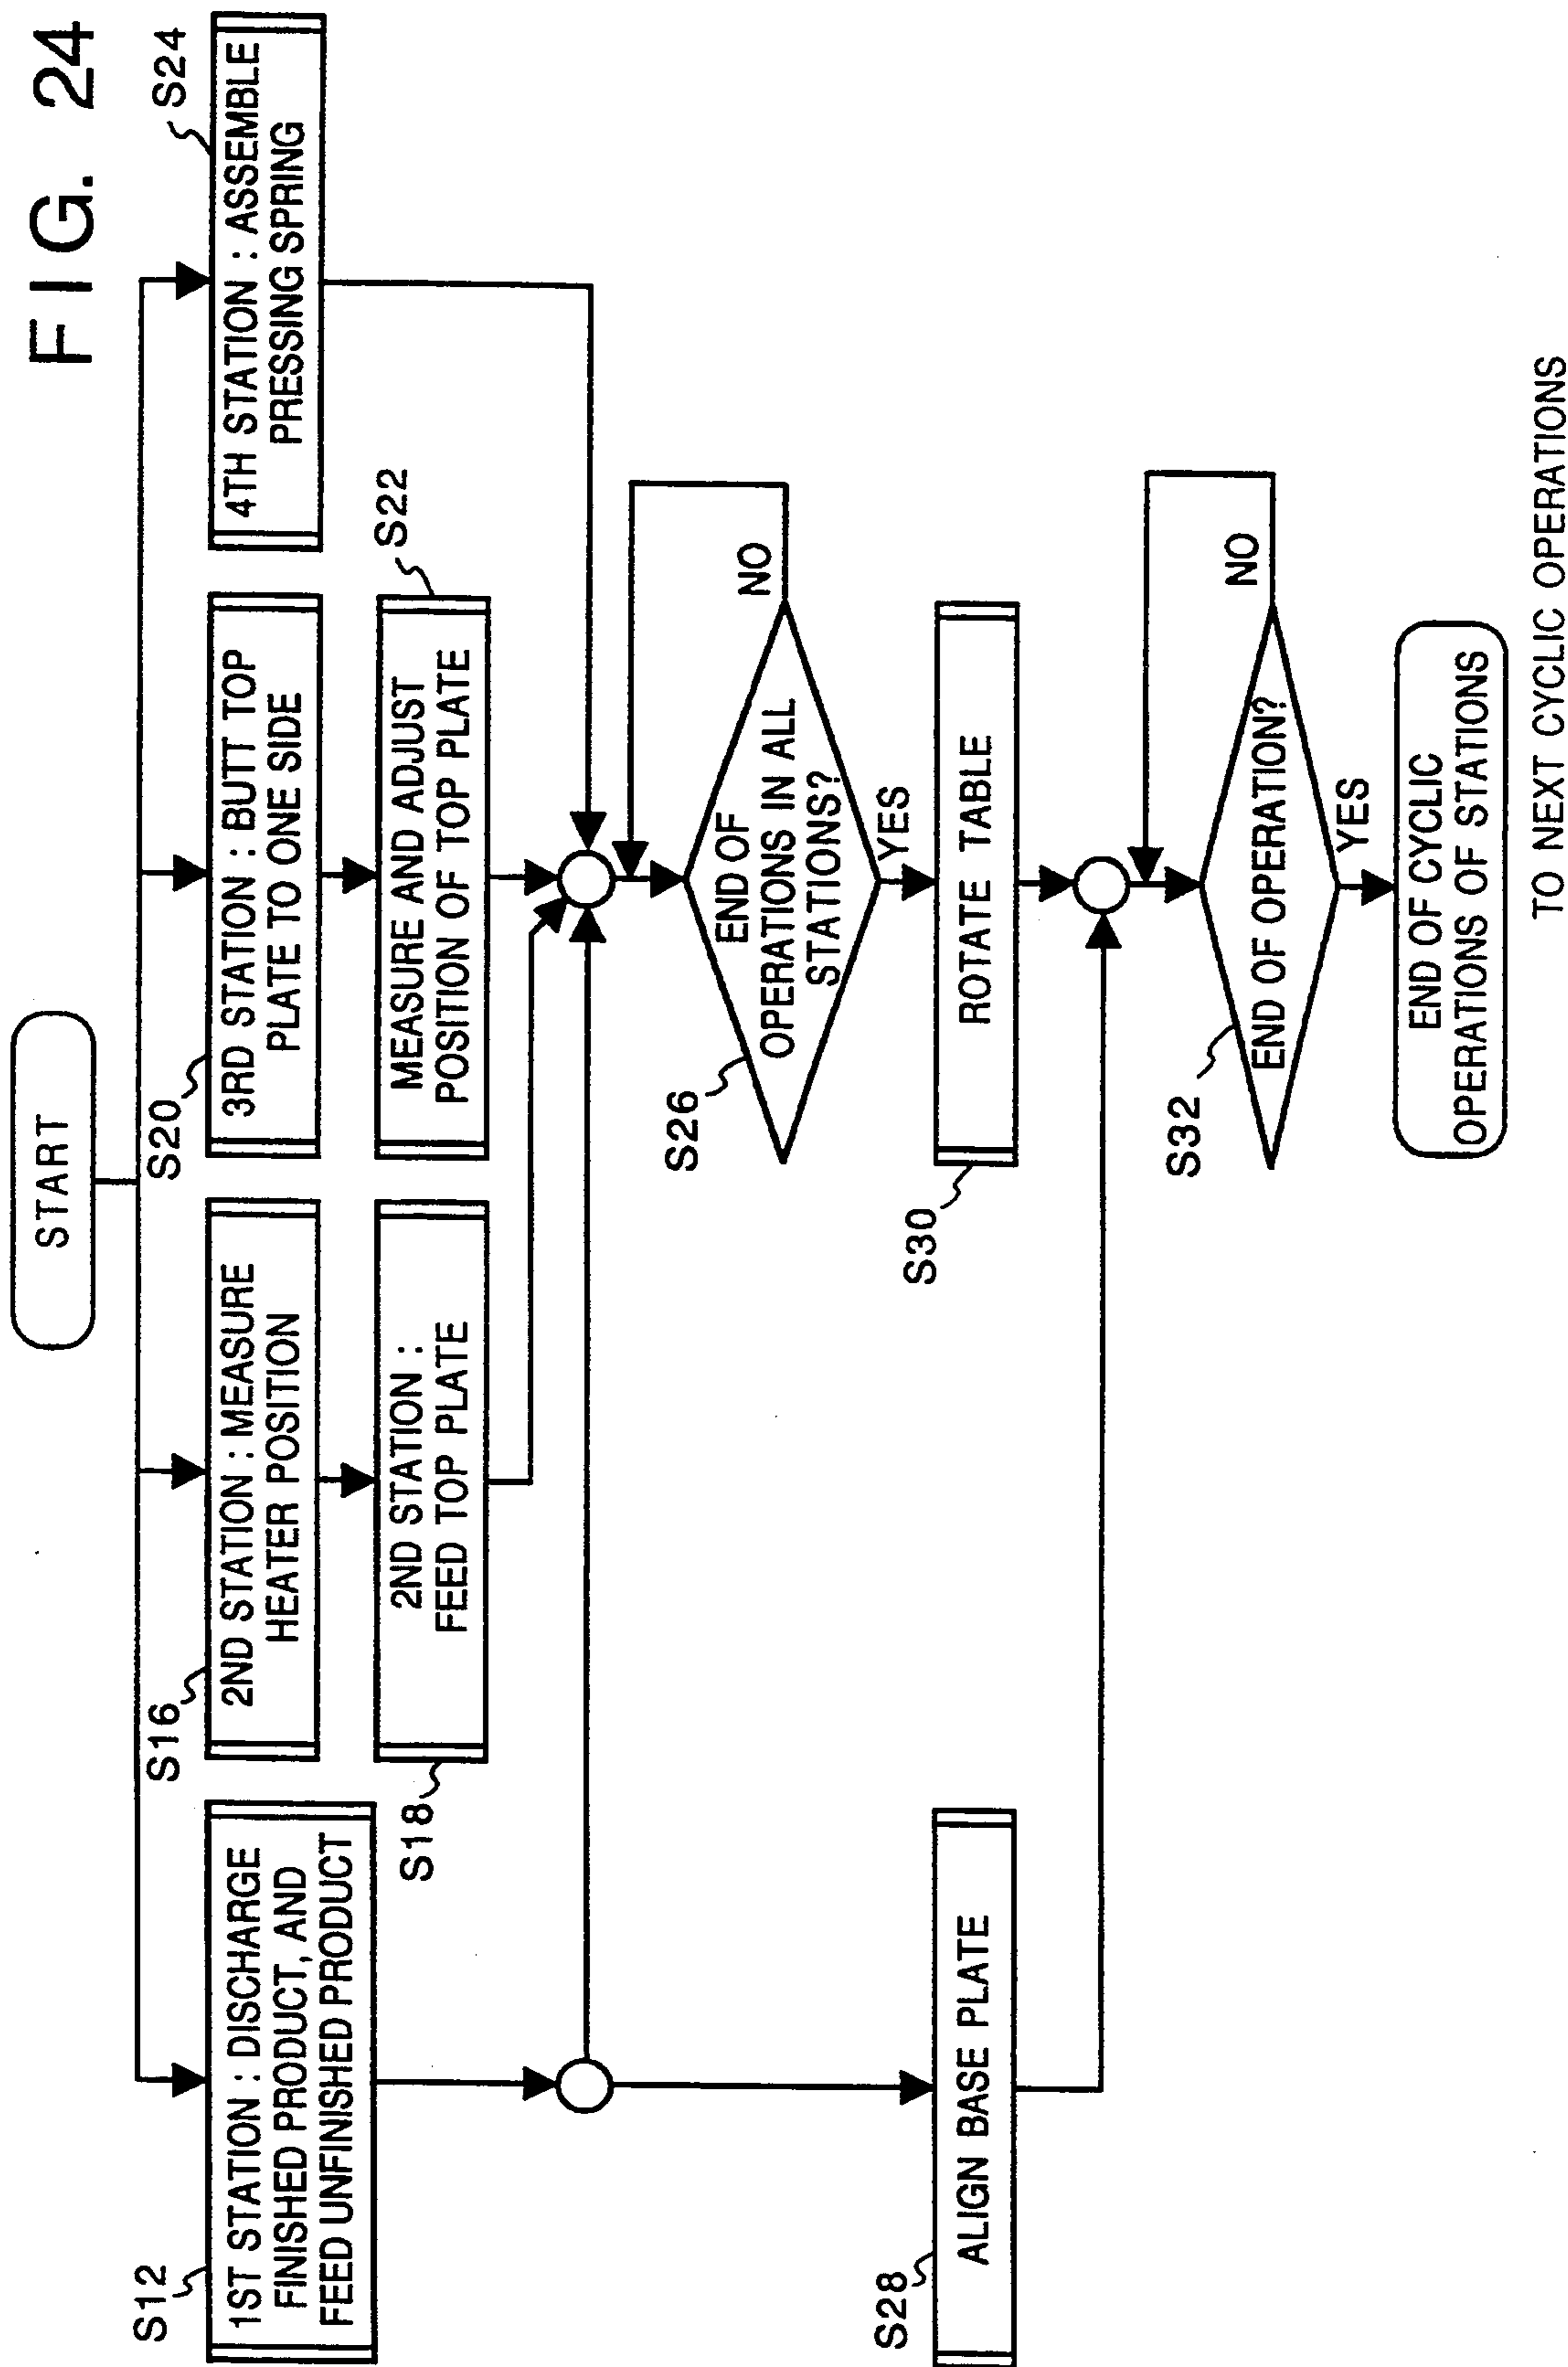 FIG. 24
START
S12
1ST STATION : DISCHARGE
FINISHED PRODUCT, AND
FEED UNFINISHED PRODUCT
S16
2ND STATION : MEASURE
HEATER POSITION
S20
3RD STATION : BUTT TOP
PLATE TO ONE SIDE
S24
4TH STATION : ASSEMBLE
PRESSING SPRING
S18
2ND STATION :
FEED TOP PLATE
S22
MEASURE AND ADJUST
POSITION OF TOP PLATE
S26
END OF
OPERATIONS IN ALL
STATIONS?
NO
YES
S28
ALIGN BASE PLATE
S30
ROTATE TABLE
S32
END OF OPERATION?
NO
YES
END OF CYCLIC
OPERATIONS OF STATIONS
TO NEXT CYCLIC OPERATIONS